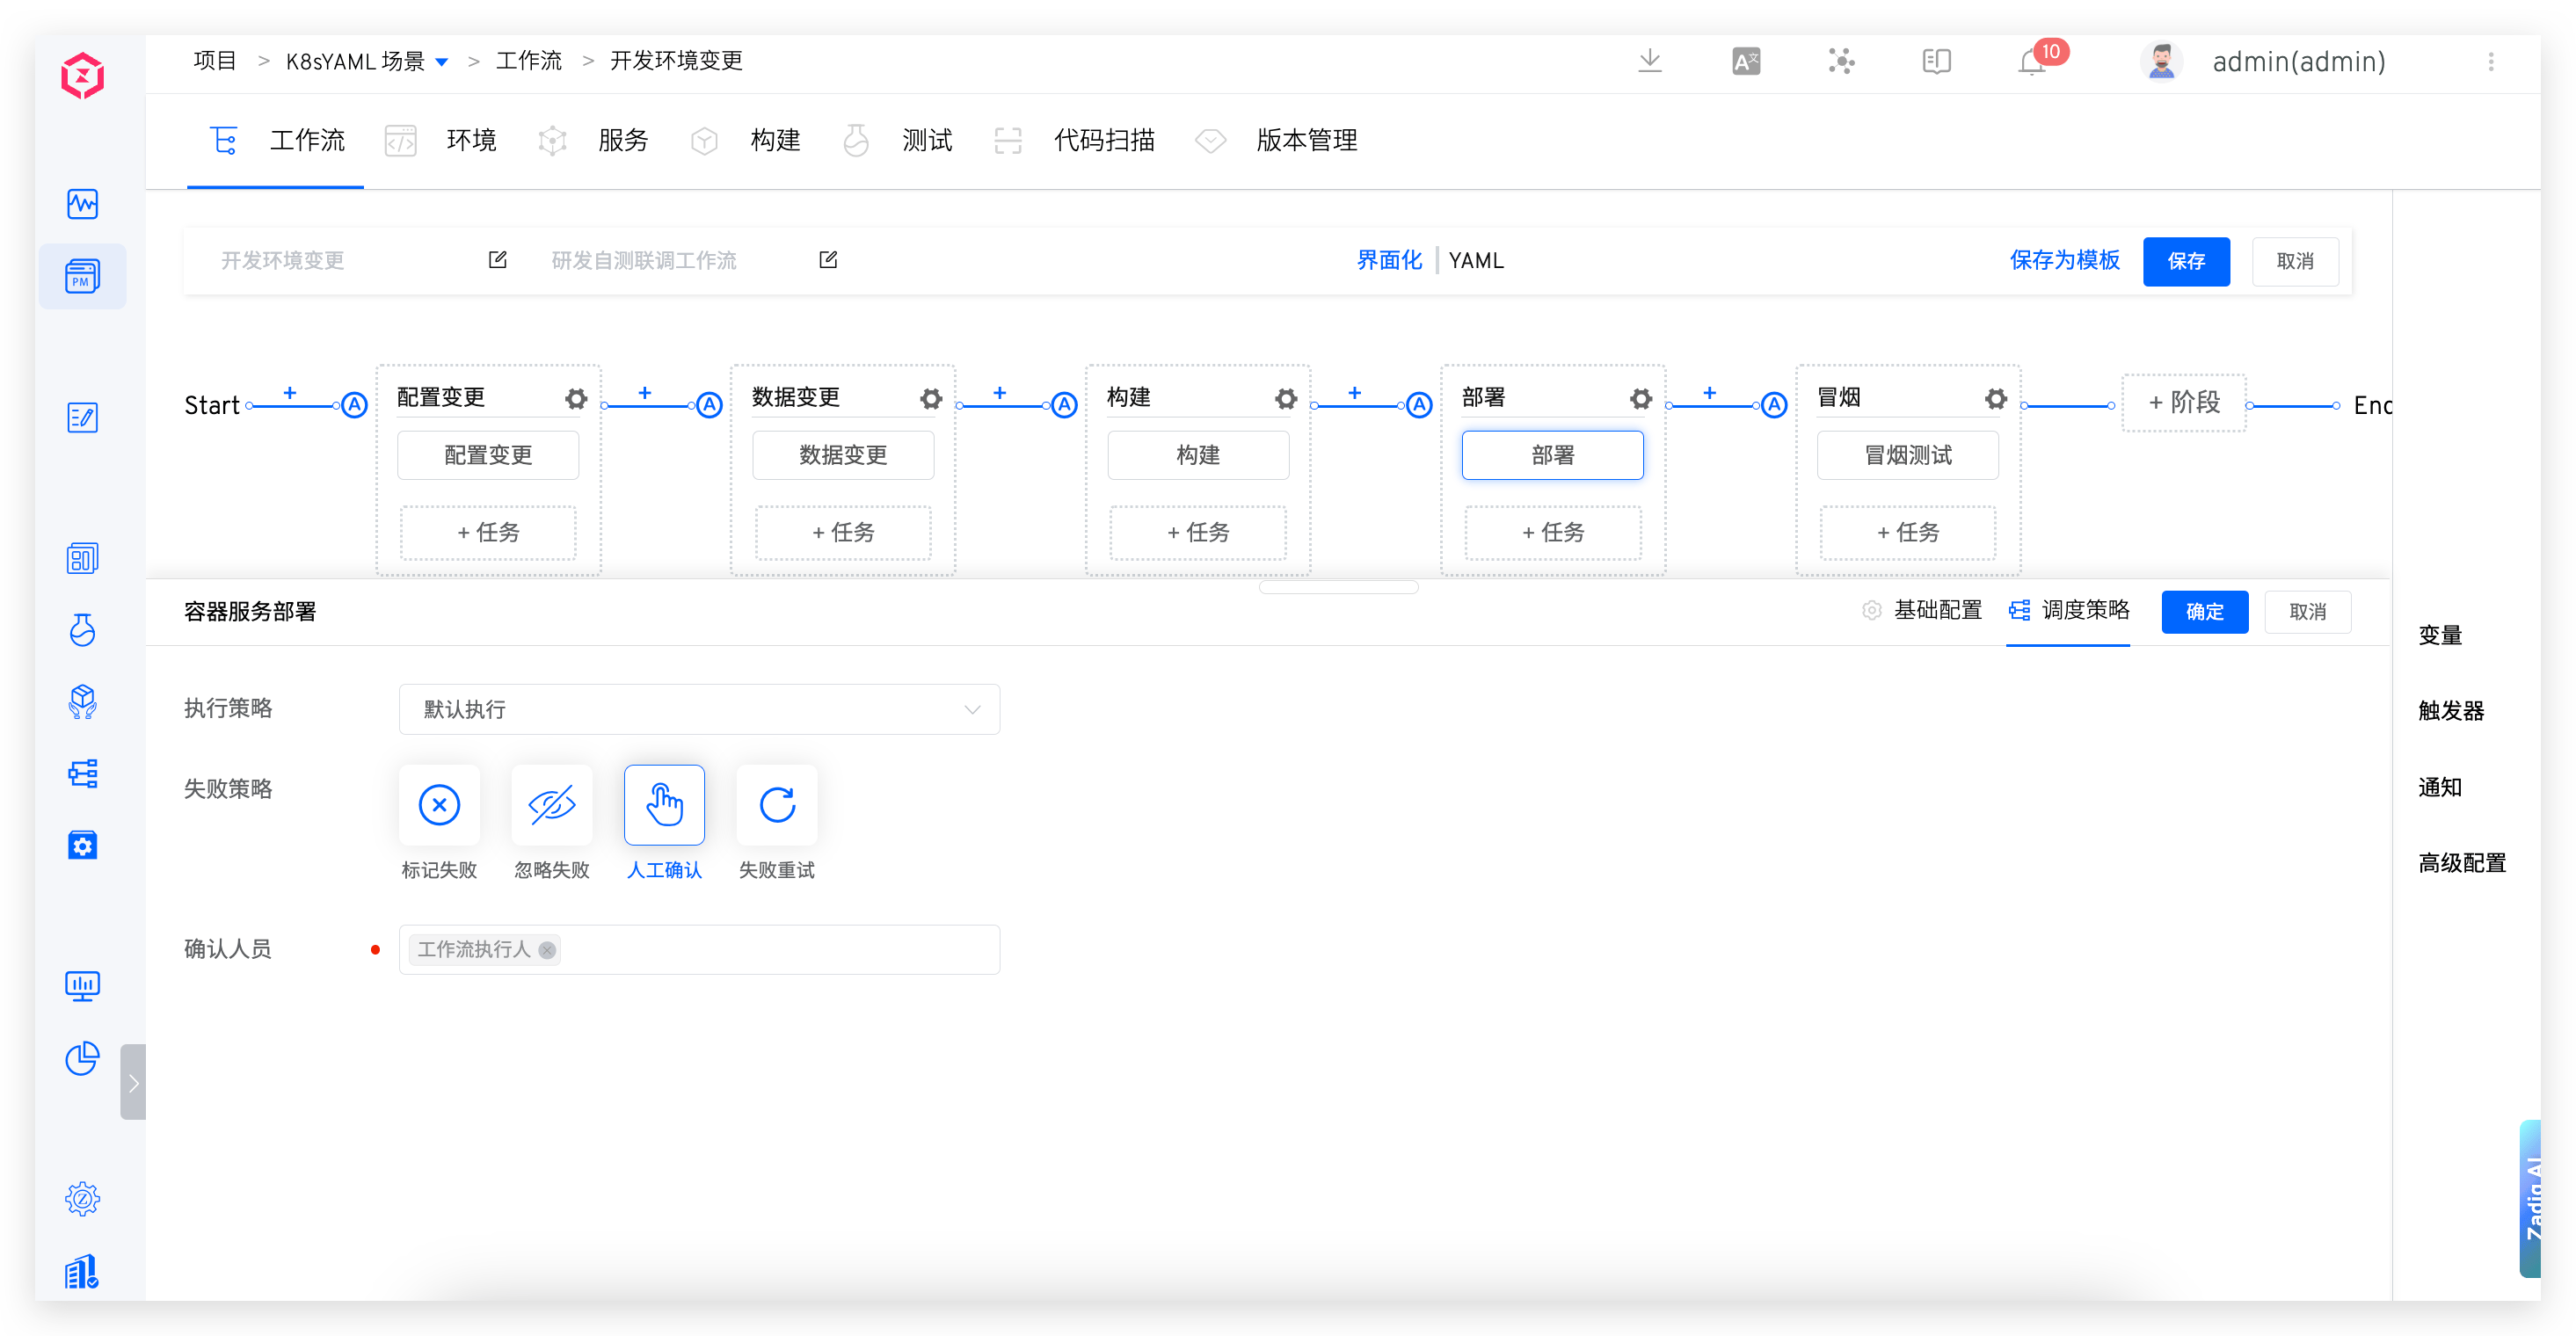 项目 > K8sYAML 场景 > 工作流 > 开发环境变更
10
admin(admin)
工作流 环境 服务 构建 测试 代码扫描 版本管理
PM
开发环境变更 研发自测联调工作流 界面化 YAML 保存为模板 保存 取消
Start + A 配置变更 + A 数据变更 + A 构建 + A 部署 + A 冒烟 + 阶段 End
配置变更 数据变更 构建 部署 冒烟测试
+ 任务 + 任务 + 任务 + 任务 + 任务
容器服务部署 基础配置 调度策略 确定 取消
变量
触发器
通知
高级配置
执行策略 默认执行
失败策略
标记失败 忽略失败 人工确认 失败重试
确认人员 工作流执行人
Zadig AI